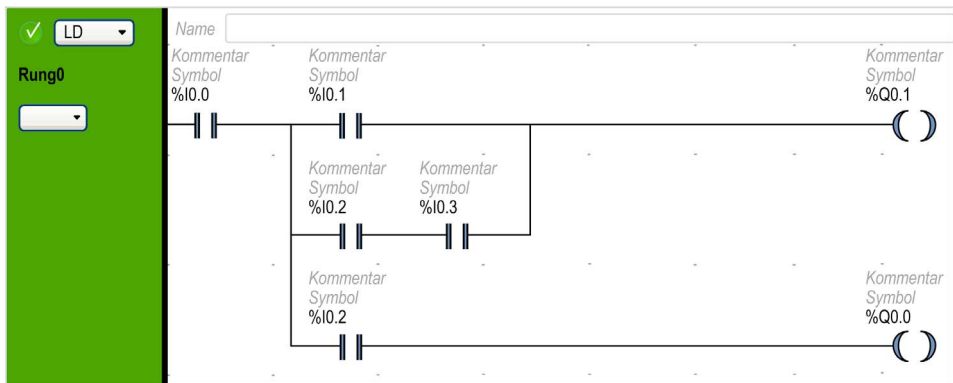 LD
Name
Rung0
Kommentar
Symbol
%I0.0
Kommentar
Symbol
%I0.1
Kommentar
Symbol
%Q0.1
Kommentar
Symbol
%I0.2
Kommentar
Symbol
%I0.3
Kommentar
Symbol
%I0.2
Kommentar
Symbol
%Q0.0